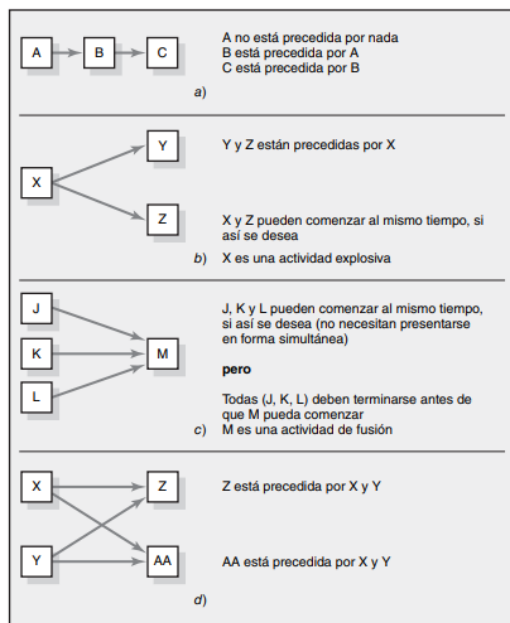 A B C
A no está precedida por nada
B está precedida por A
C está precedida por B
a)
Y
Y y Z están precedidas por X
X
Z
X y Z pueden comenzar al mismo tiempo, si
así se desea
b) X es una actividad explosiva
J
J, K y L pueden comenzar al mismo tiempo,
si así se desea (no necesitan presentarse
en forma simultánea)
K
M
pero
L
Todas (J, K, L) deben terminarse antes de
que M pueda comenzar
c) M es una actividad de fusión
X
Z
Z está precedida por X y Y
Y
AA
AA está precedida por X y Y
d)